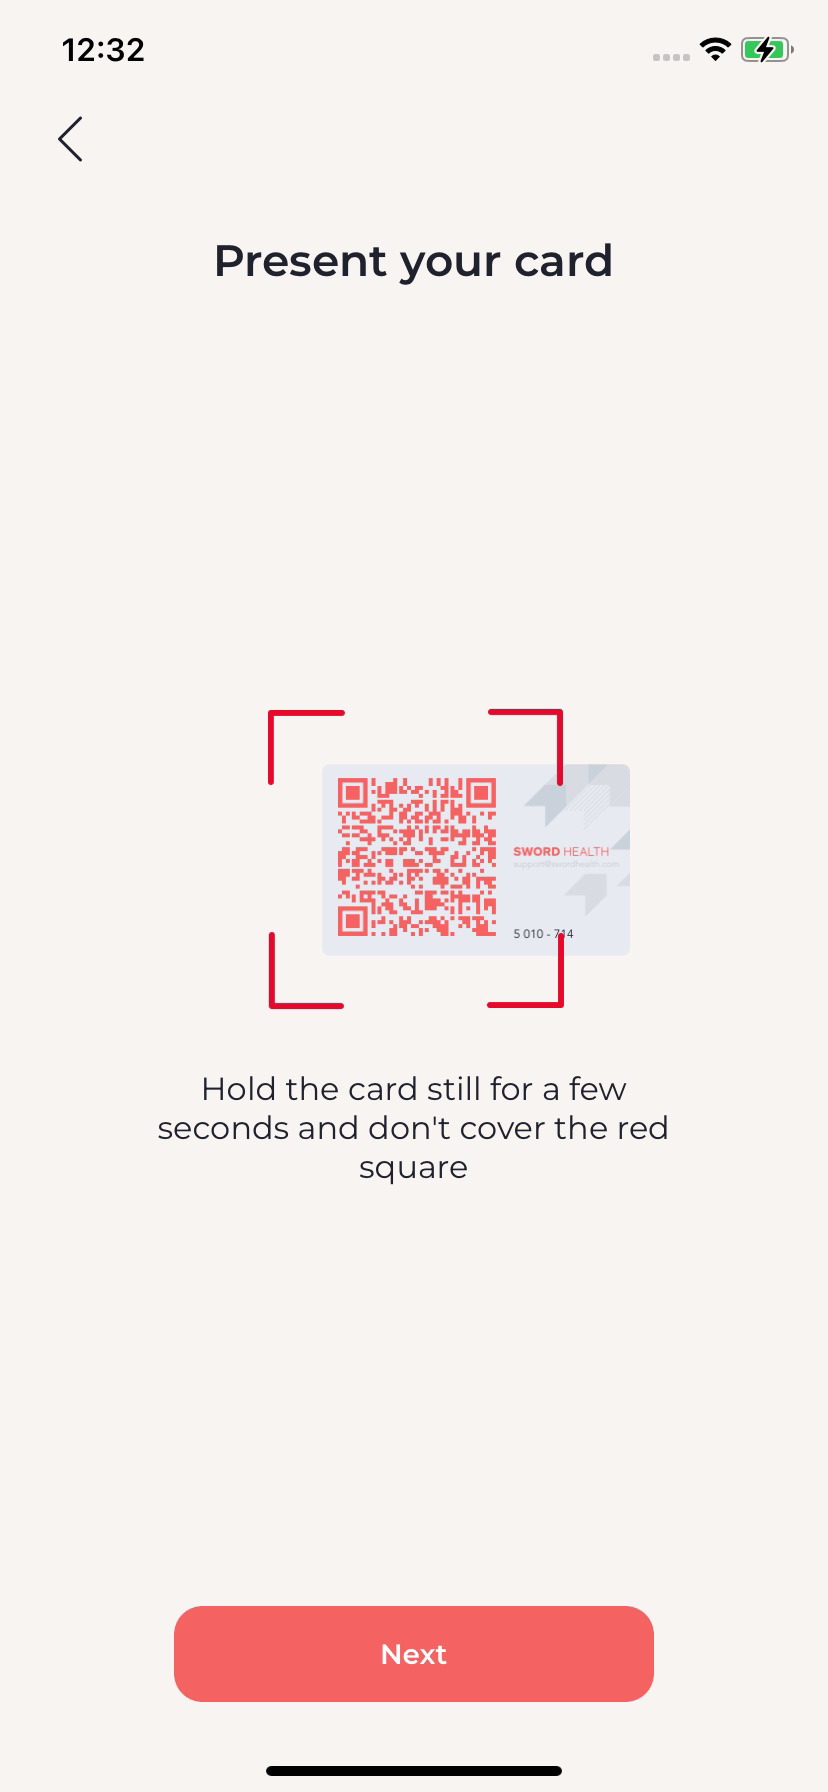 12:32
Present your card
SWORD HEALTH
support@swordhealth.com
5 010 - 714
Hold the card still for a few
seconds and don't cover the red
square
Next